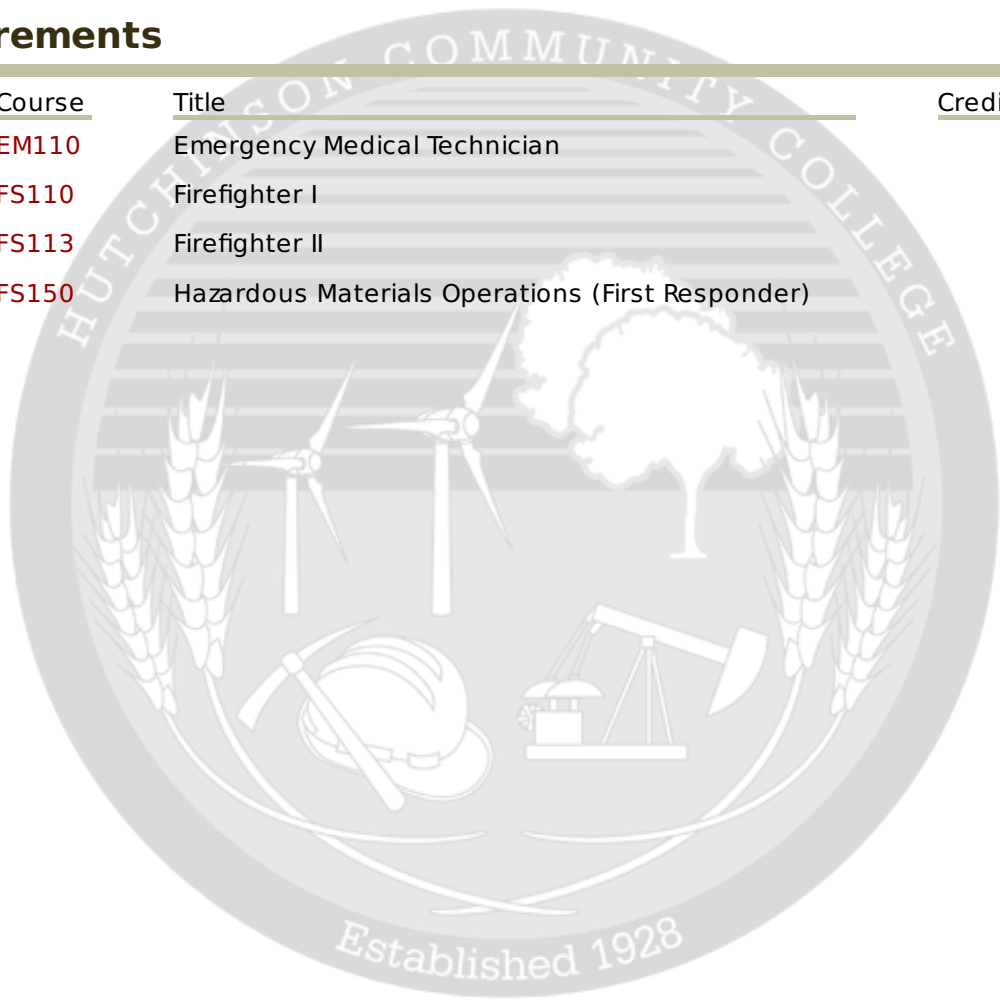 rements
Course Title Credi
EM110 Emergency Medical Technician
FS110 Firefighter I
FS113 Firefighter II
FS150 Hazardous Materials Operations (First Responder)
HUTCHINSON COMMUNITY COLLEGE
Established 1928